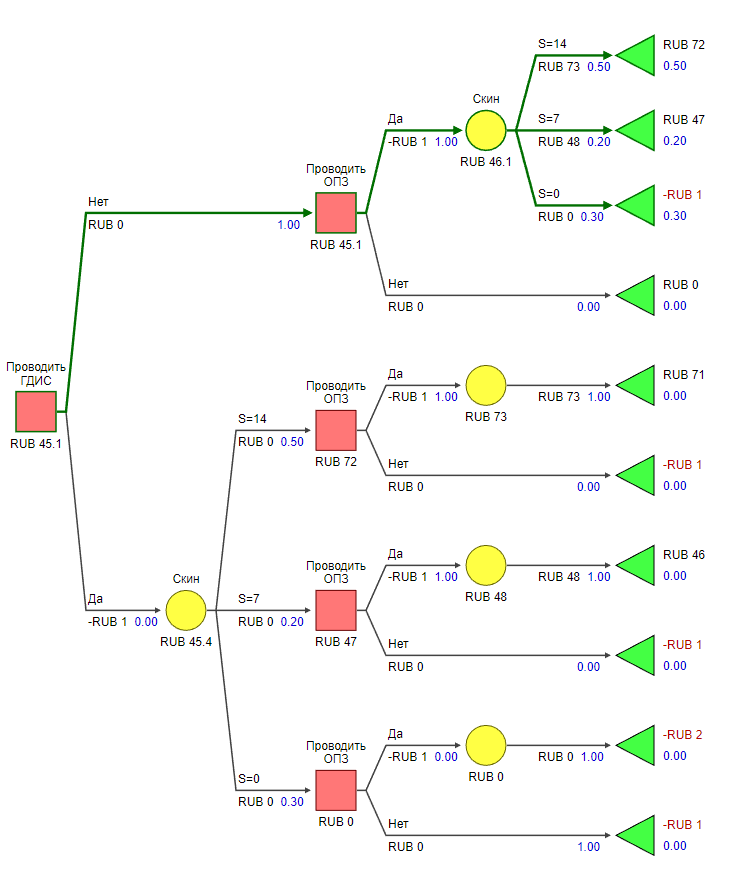 S=14
RUB 73 0.50
RUB 72
0.50
Скин
Да
-RUB 1 1.00
S=7
RUB 48 0.20
RUB 47
0.20
RUB 46.1
Проводить
ОПЗ
S=0
RUB 0 0.30
-RUB 1
0.30
Нет
RUB 0
1.00
RUB 45.1
Нет
RUB 0
0.00
RUB 0
0.00
Проводить
ГДИС
RUB 45.1
Проводить
ОПЗ
Да
-RUB 1 1.00
RUB 73
RUB 73 1.00
RUB 71
0.00
S=14
RUB 0 0.50
RUB 72
Нет
RUB 0
0.00
-RUB 1
0.00
Да
-RUB 1 0.00
Скин
RUB 45.4
Проводить
ОПЗ
Да
-RUB 1 1.00
RUB 48
RUB 48 1.00
RUB 46
0.00
S=7
RUB 0 0.20
RUB 47
Нет
RUB 0
0.00
-RUB 1
0.00
Проводить
ОПЗ
Да
-RUB 1 0.00
RUB 0
RUB 0 1.00
-RUB 2
0.00
S=0
RUB 0 0.30
RUB 0
Нет
RUB 0
1.00
-RUB 1
0.00